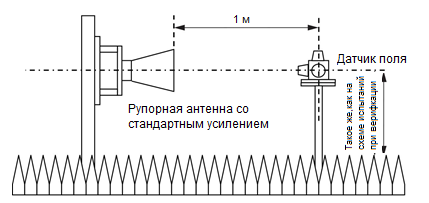 1 м
Датчик поля
Рупорная антенна со
стандартным усилением
Такое же,как на
схеме испытаний
при верификации